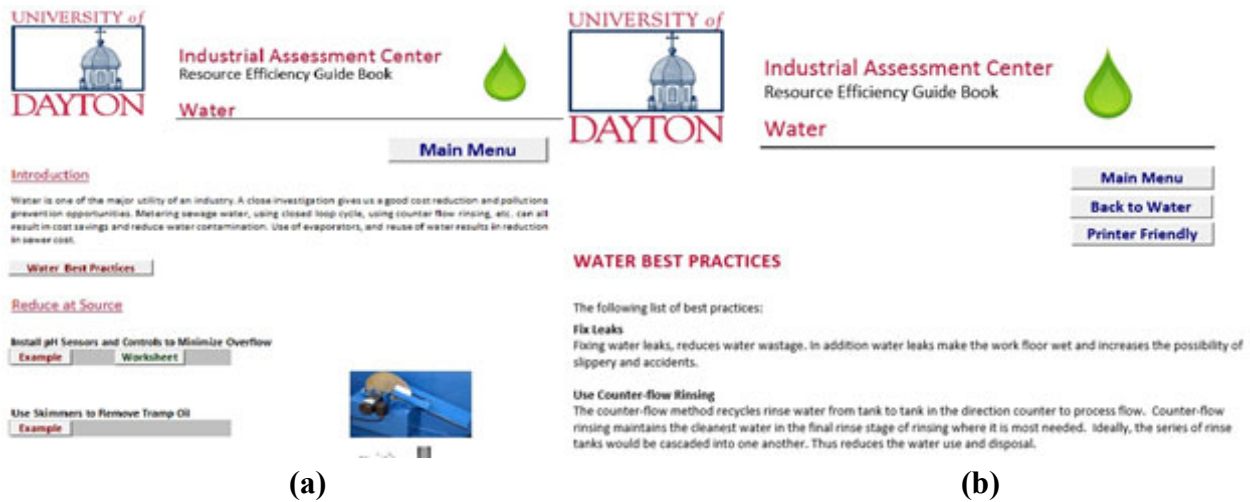 UNIVERSITY of
DAYTON
Industrial Assessment Center
Resource Efficiency Guide Book
Water
Main Menu
Introduction
Water is one of the major utility of an industry. A close investigation gives us a good cost reduction and pollutions
prevention opportunities. Metering sewage water, using closed loop cycle, using counter flow rinsing, etc. can all
result in cost savings and reduce water contamination. Use of evaporators, and reuse of water results in reduction
in sewer cost.
Water Best Practices
Reduce at Source
Install pH Sensors and Controls to Minimize Overflow
Example Worksheet
Use Skimmers to Remove Tramp Oil
Example
(a)
UNIVERSITY of
DAYTON
Industrial Assessment Center
Resource Efficiency Guide Book
Water
Main Menu
Back to Water
Printer Friendly
WATER BEST PRACTICES
The following list of best practices:
Fix Leaks
Fixing water leaks, reduces water wastage. In addition water leaks make the work floor wet and increases the possibility of
slippery and accidents.
Use Counter-flow Rinsing
The counter-flow method recycles rinse water from tank to tank in the direction counter to process flow. Counter-flow
rinsing maintains the cleanest water in the final rinse stage of rinsing where it is most needed. Ideally, the series of rinse
tanks would be cascaded into one another. Thus reduces the water use and disposal.
(b)